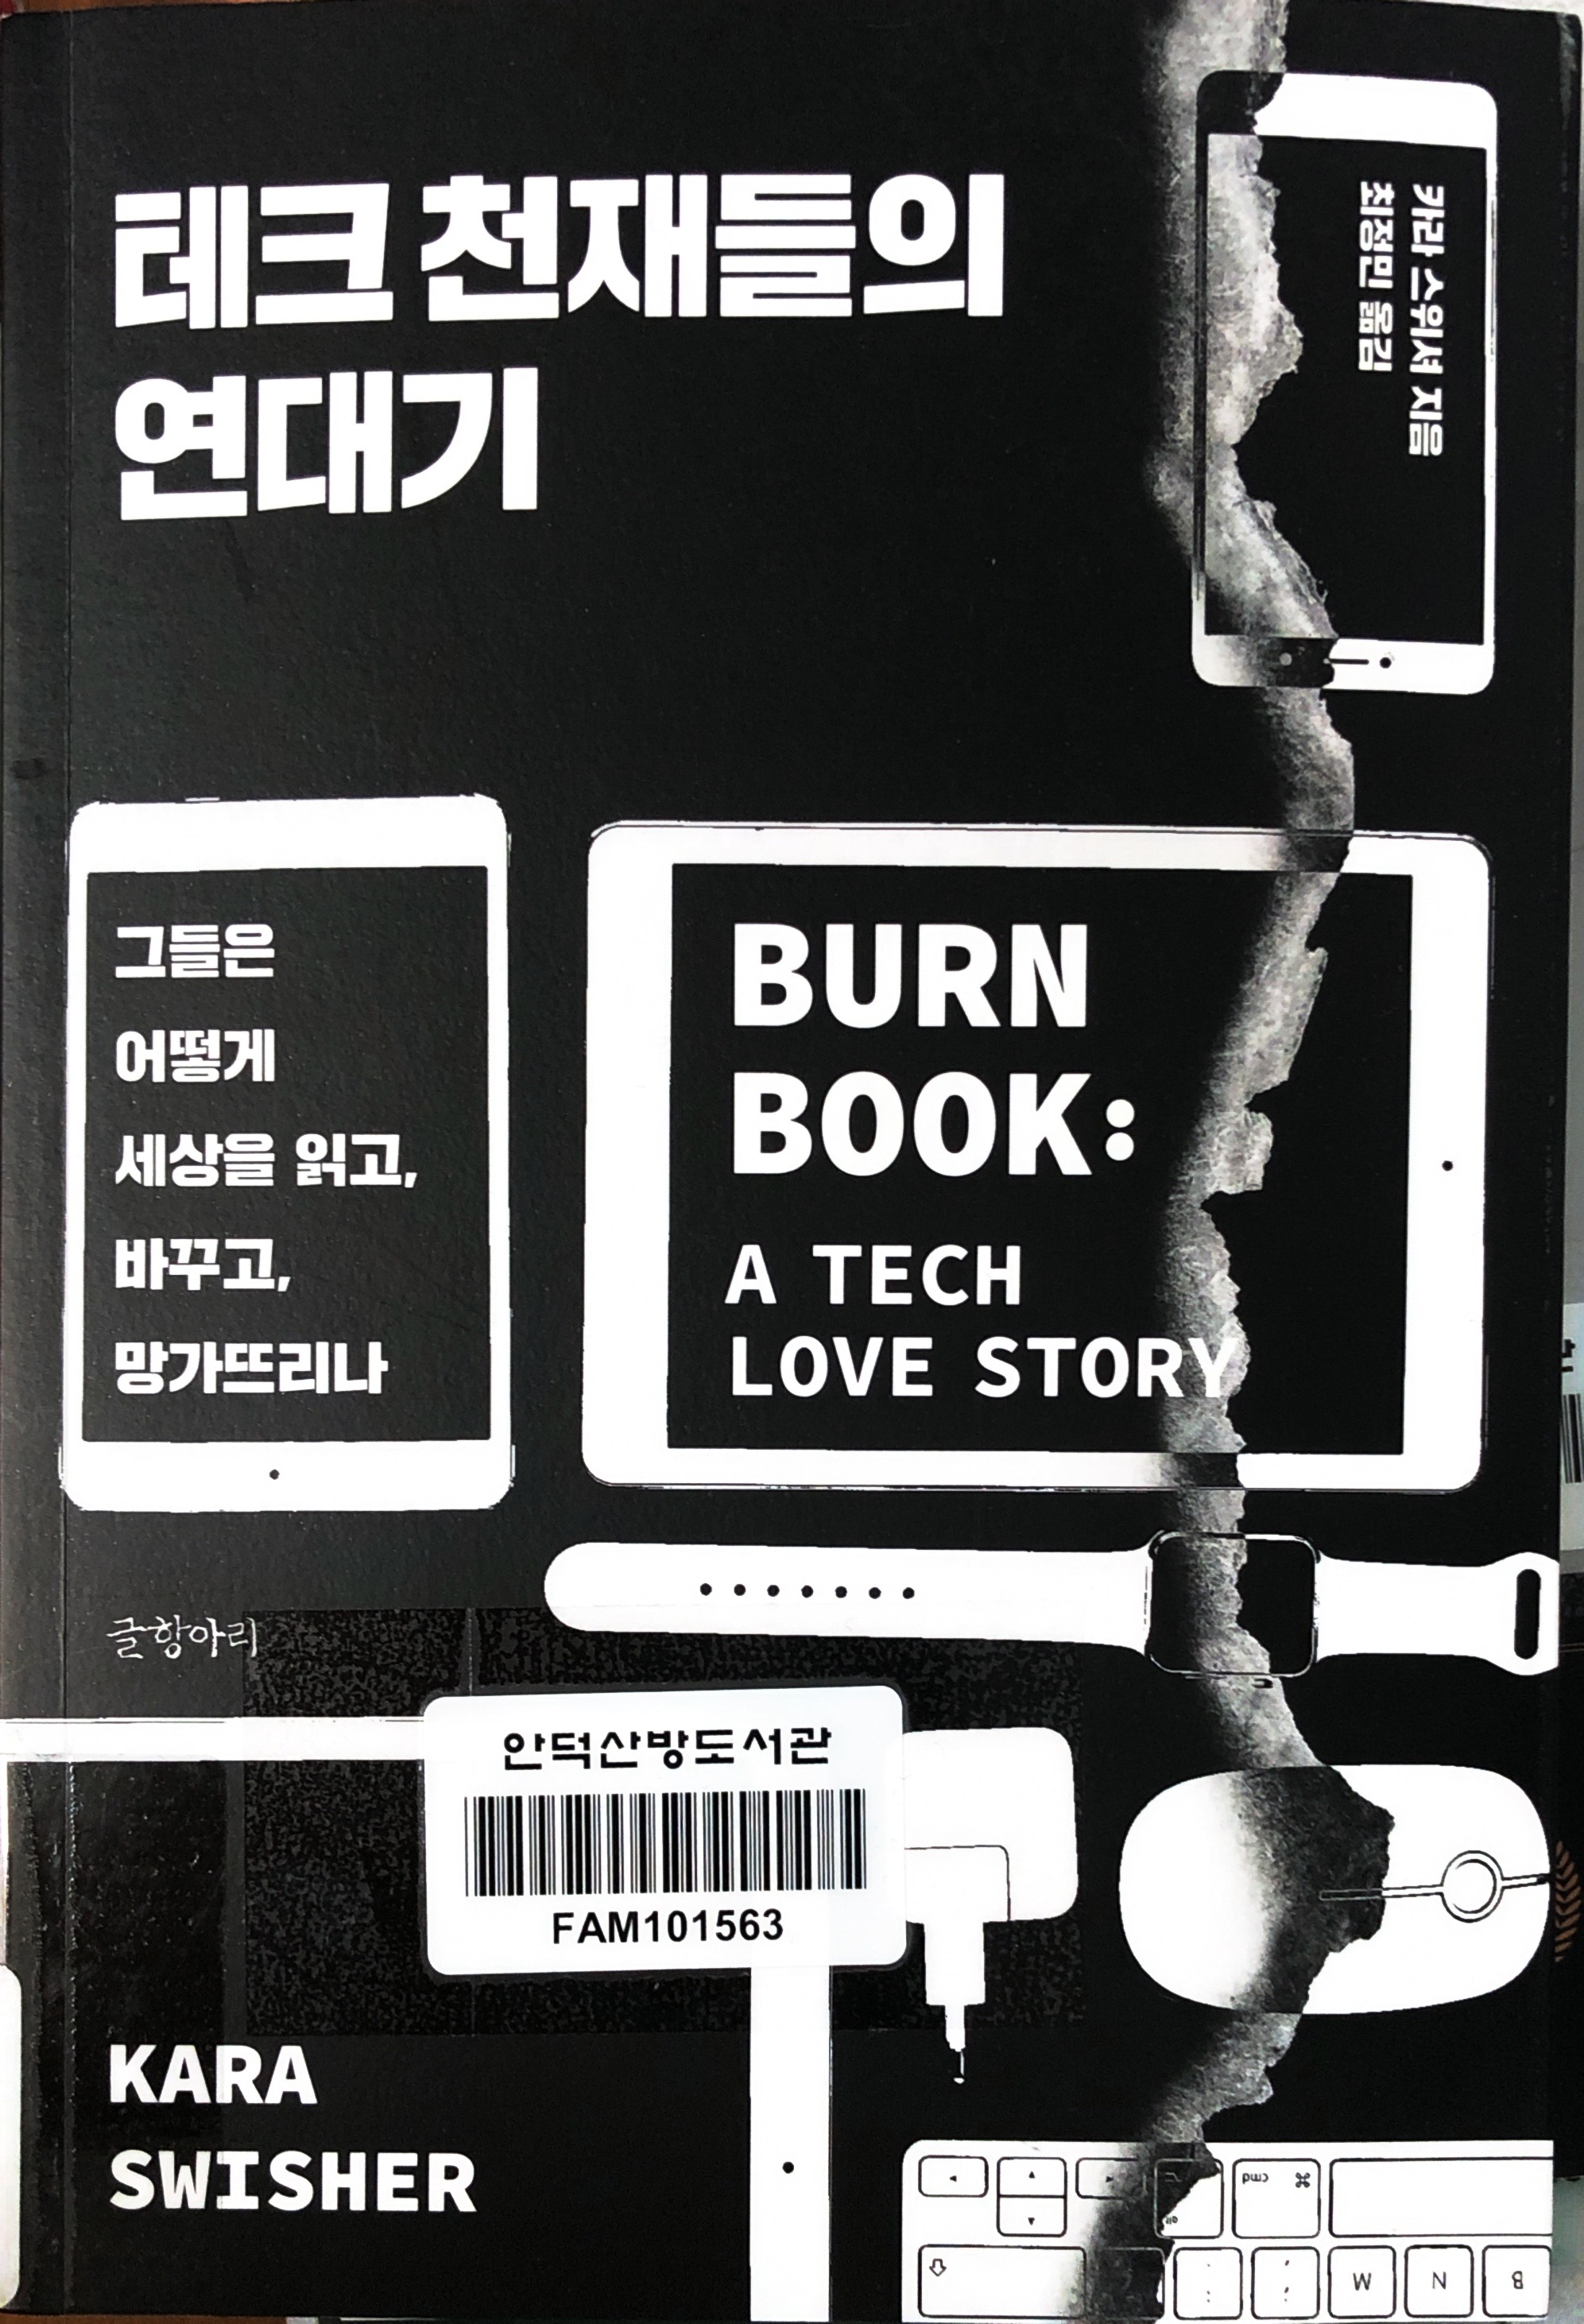 테크 천재들의
연대기
카라 스위셔 지음
최정민 옮김
그들은
어떻게
세상을 읽고,
바꾸고,
망가뜨리나
BURN
BOOK:
A TECH
LOVE STORY
글항아리
안덕산방도서관
FAM101563
KARA
SWISHER
cmd ⌘
alt
W N B